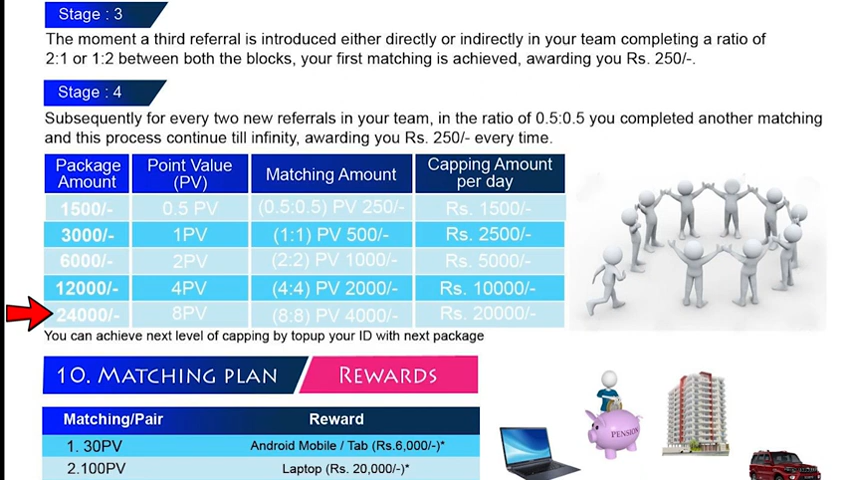 Stage : 3
The moment a third referral is introduced either directly or indirectly in your team completing a ratio of
2:1 or 1:2 between both the blocks, your first matching is achieved, awarding you Rs. 250/-.
Stage : 4
Subsequently for every two new referrals in your team, in the ratio of 0.5:0.5 you completed another matching
and this process continue till infinity, awarding you Rs. 250/- every time.
Package Amount Point Value (PV) Matching Amount Capping Amount per day
1500/- 0.5 PV (0.5:0.5) PV 250/- Rs. 1500/-
3000/- 1PV (1:1) PV 500/- Rs. 2500/-
6000/- 2PV (2:2) PV 1000/- Rs. 5000/-
12000/- 4PV (4:4) PV 2000/- Rs. 10000/-
24000/- 8PV (8:8) PV 4000/- Rs. 20000/-
You can achieve next level of capping by topup your ID with next package
10. Matching plan Rewards
Matching/Pair Reward
1. 30PV Android Mobile / Tab (Rs.6,000/-)*
2.100PV Laptop (Rs. 20,000/-)*
PENSION